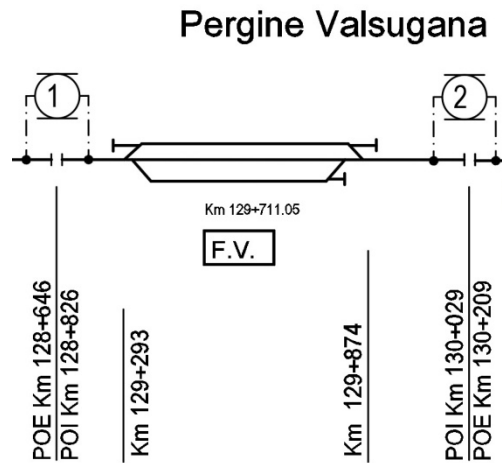 Pergine Valsugana
1
2
Km 129+711.05
F.V.
POE Km 128+646
POI Km 128+826
Km 129+293
Km 129+874
POI Km 130+029
POE Km 130+209